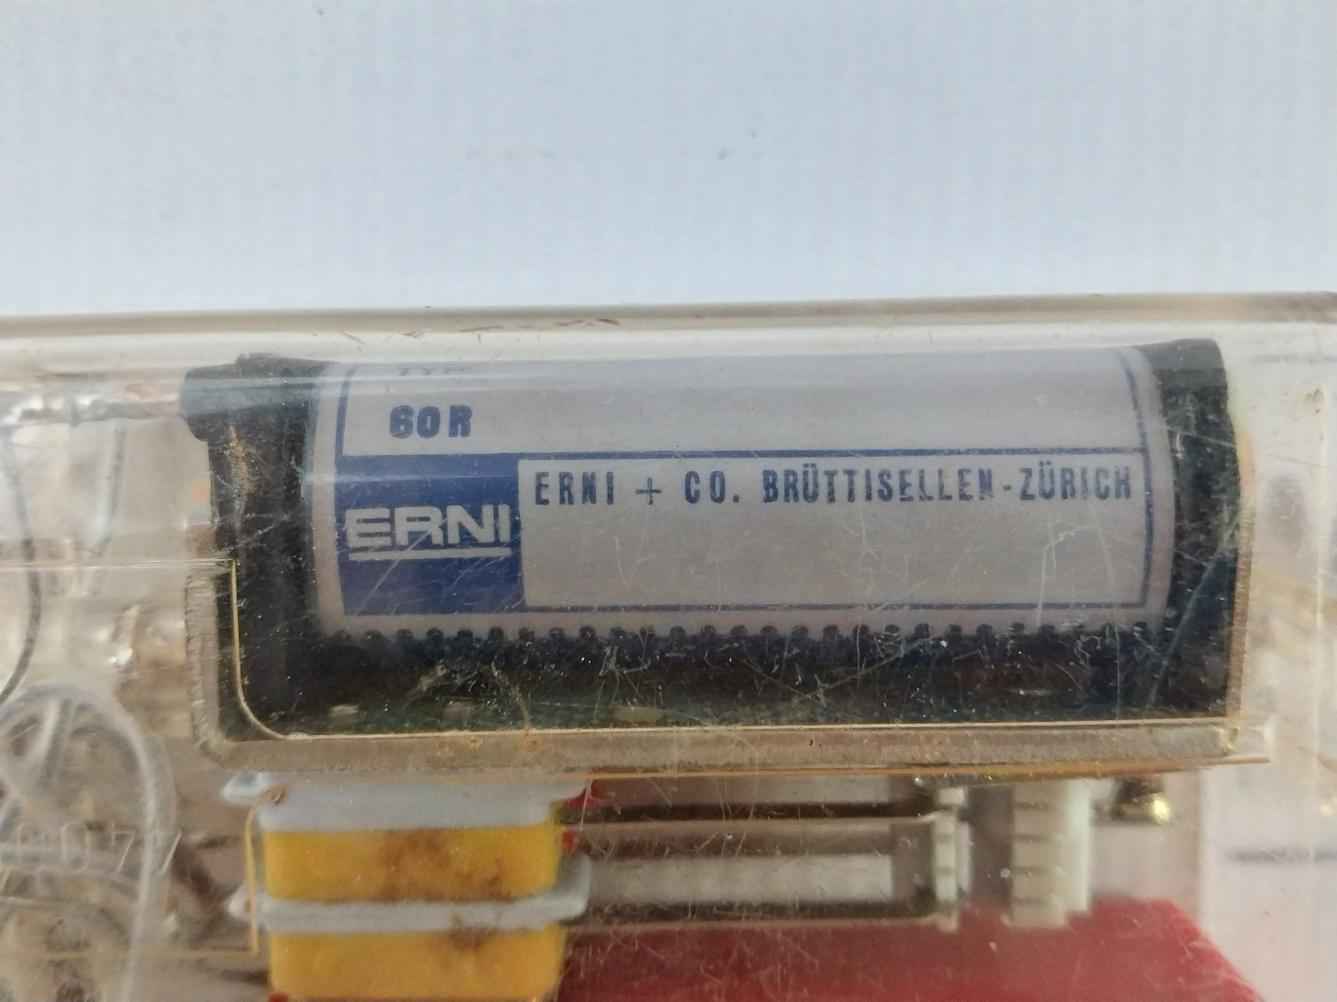 60R
ERNI + CO. BRÜTTISELLEN-ZÜRICH
ERNI